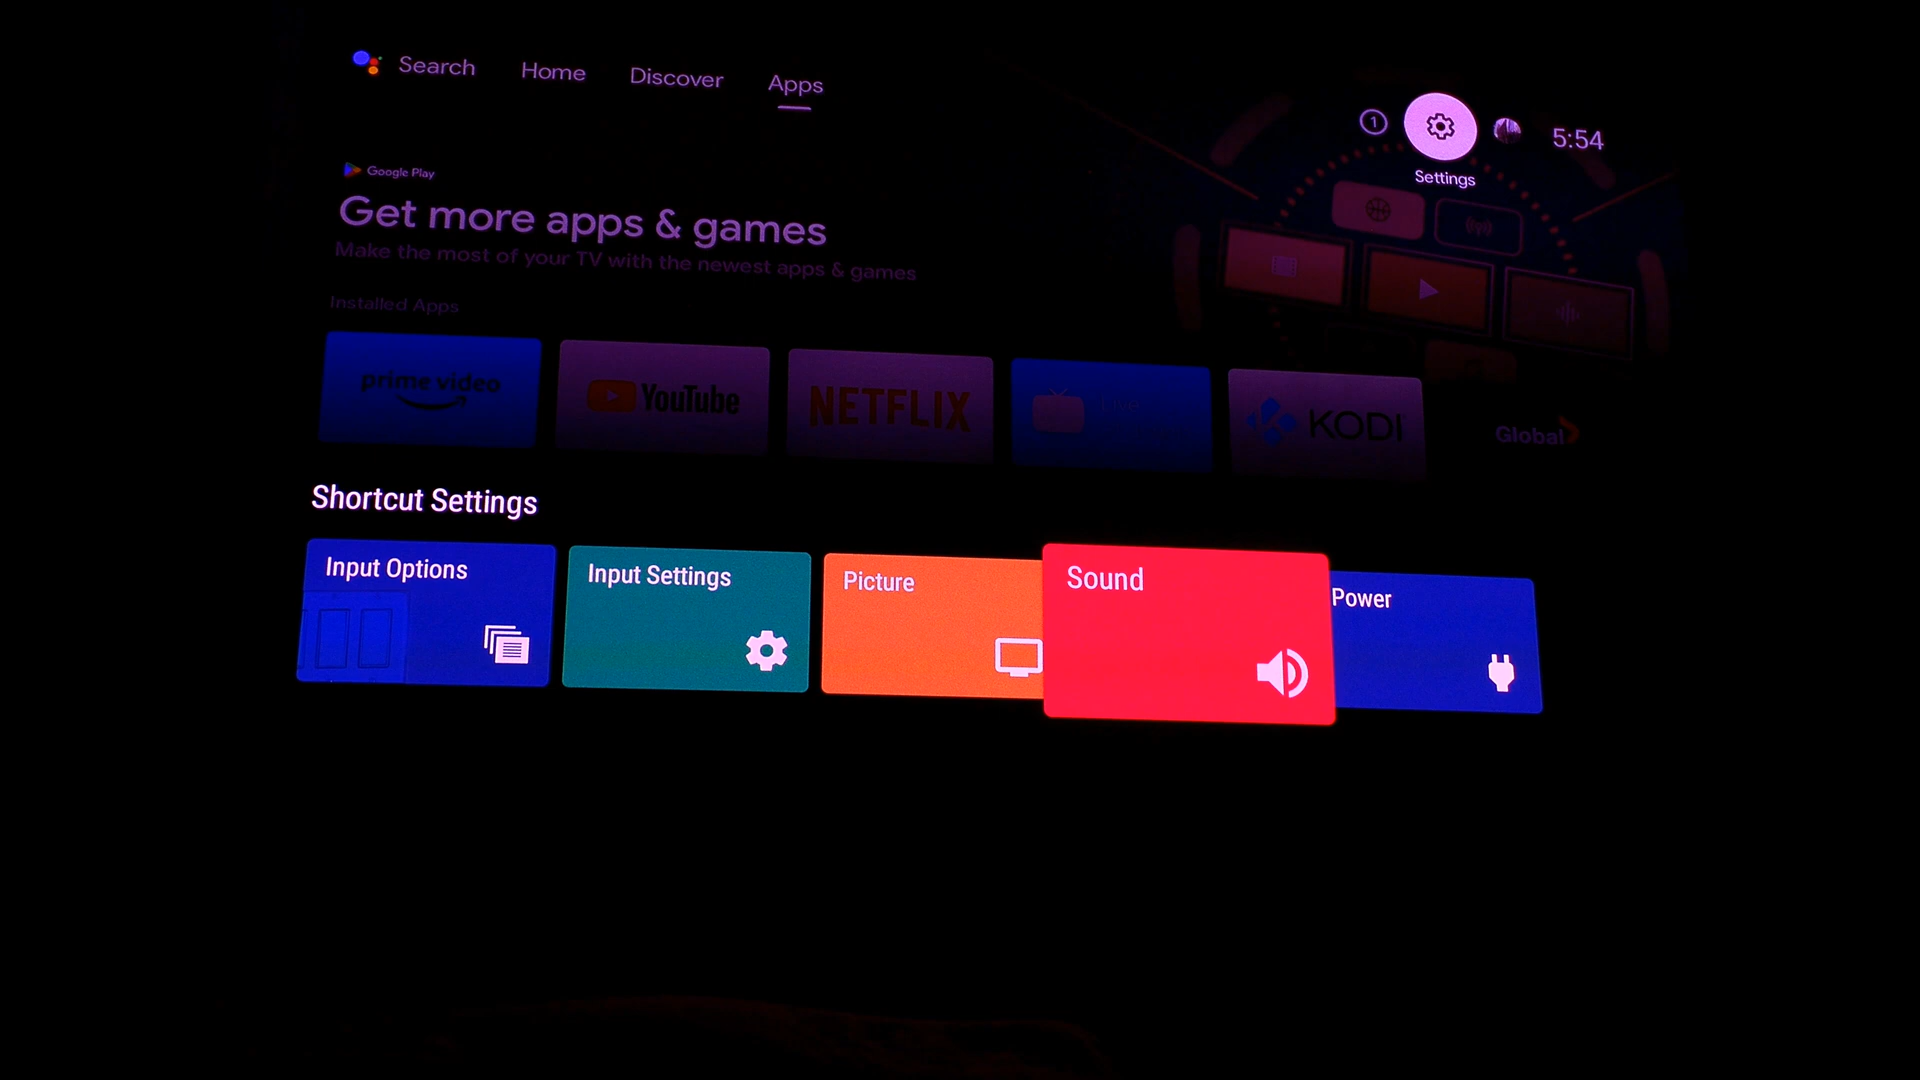 Search Home Discover Apps
1 5:54
Settings
Google Play
Get more apps & games
Make the most of your TV with the newest apps & games
Installed Apps
prime video YouTube NETFLIX Live KODI Global
Shortcut Settings
Input Options Input Settings Picture Sound Power